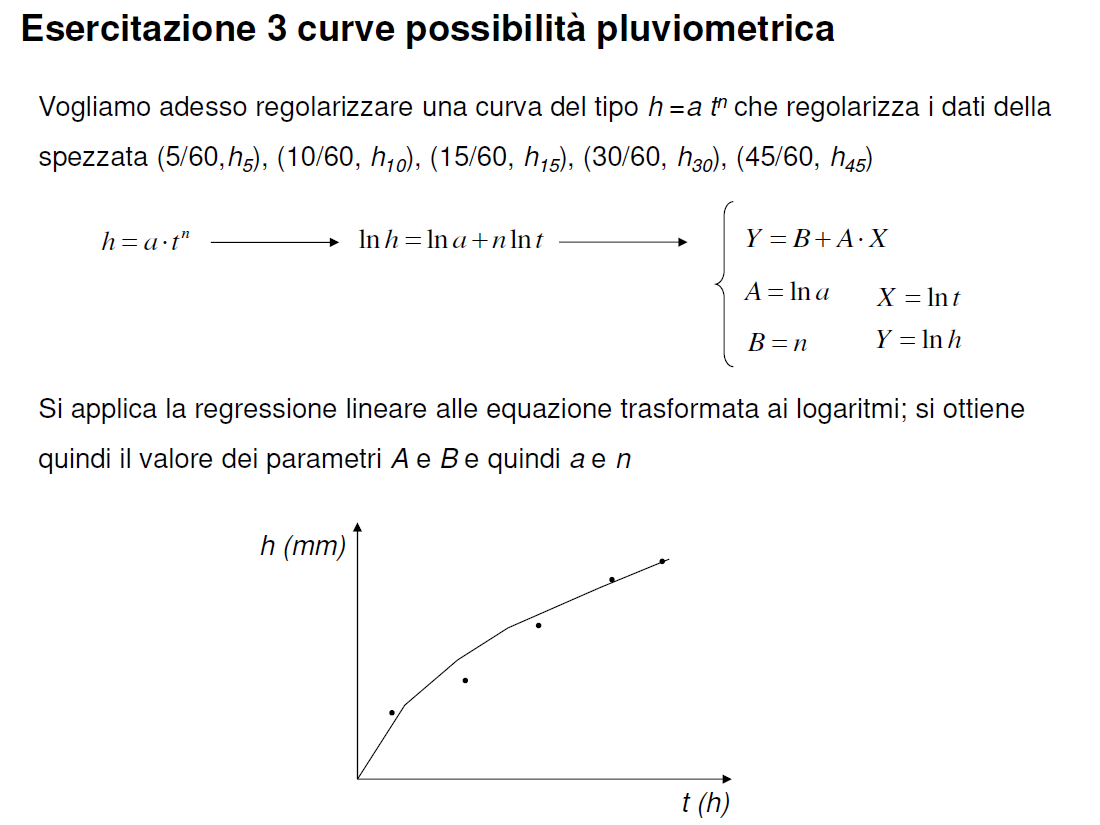 Esercitazione 3 curve possibilità pluviometrica
Vogliamo adesso regolarizzare una curva del tipo h =a tⁿ che regolarizza i dati della
spezzata (5/60,h₅), (10/60, h₁₀), (15/60, h₁₅), (30/60, h₃₀), (45/60, h₄₅)
h = a · tⁿ
ln h = ln a + n ln t
Y = B + A · X
A = ln a
X = ln t
B = n
Y = ln h
Si applica la regressione lineare alle equazione trasformata ai logaritmi; si ottiene
quindi il valore dei parametri A e B e quindi a e n
h (mm)
t (h)